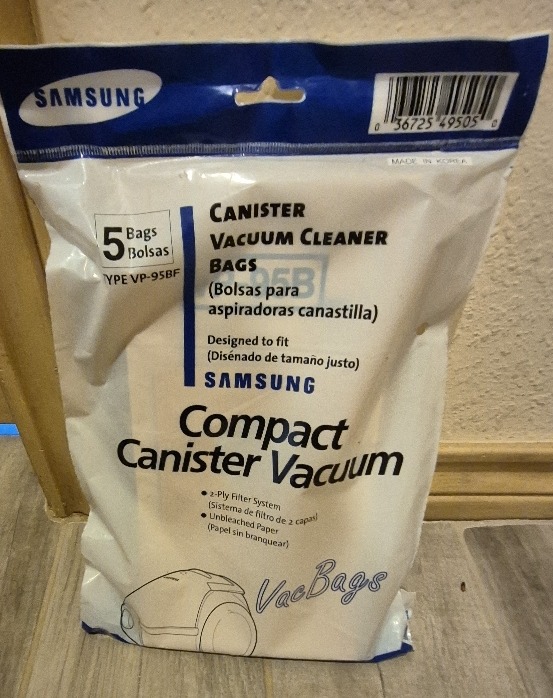 SAMSUNG
0 36725 49505 0
MADE IN KOREA
5 Bags
Bolsas
TYPE VP-95BF
CANISTER
VACUUM CLEANER
BAGS
95B
(Bolsas para
aspiradoras canastilla)
Designed to fit
(Disénado de tamaño justo)
SAMSUNG
Compact
Canister Vacuum
• 2-Ply Filter System
(Sistema de filtro de 2 capas)
• Unbleached Paper
(Papel sin branquear)
VacBags